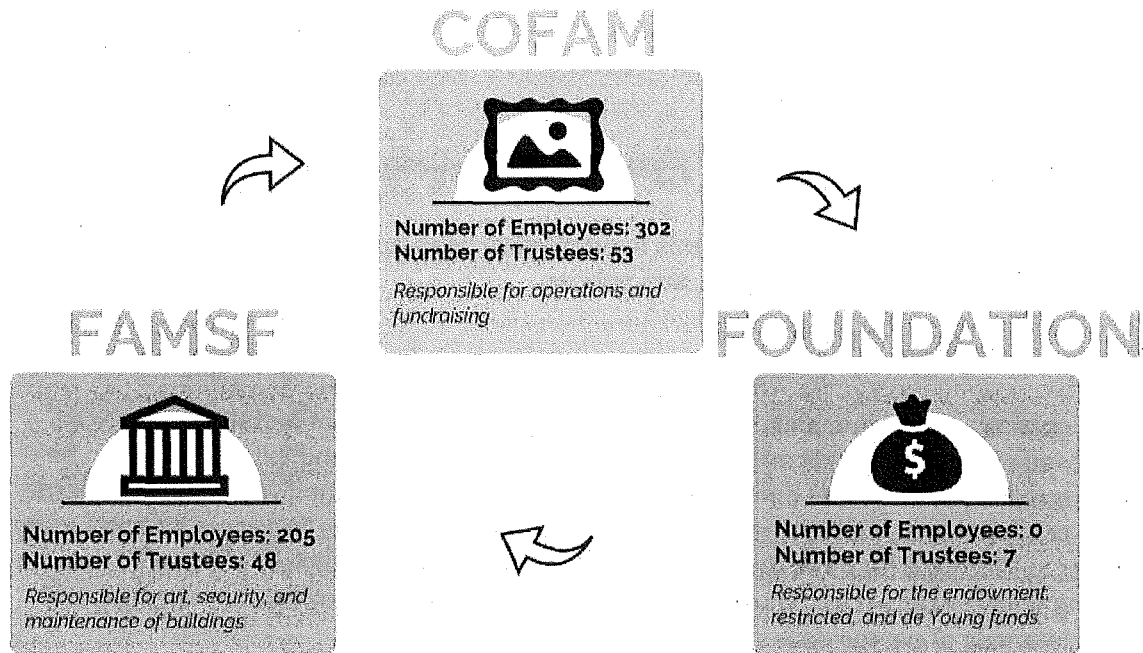 COFAM
Number of Employees: 302
Number of Trustees: 53
Responsible for operations and
fundraising
FAMSF
Number of Employees: 205
Number of Trustees: 48
Responsible for art, security, and
maintenance of buildings
FOUNDATION
$
Number of Employees: 0
Number of Trustees: 7
Responsible for the endowment,
restricted, and de Young funds